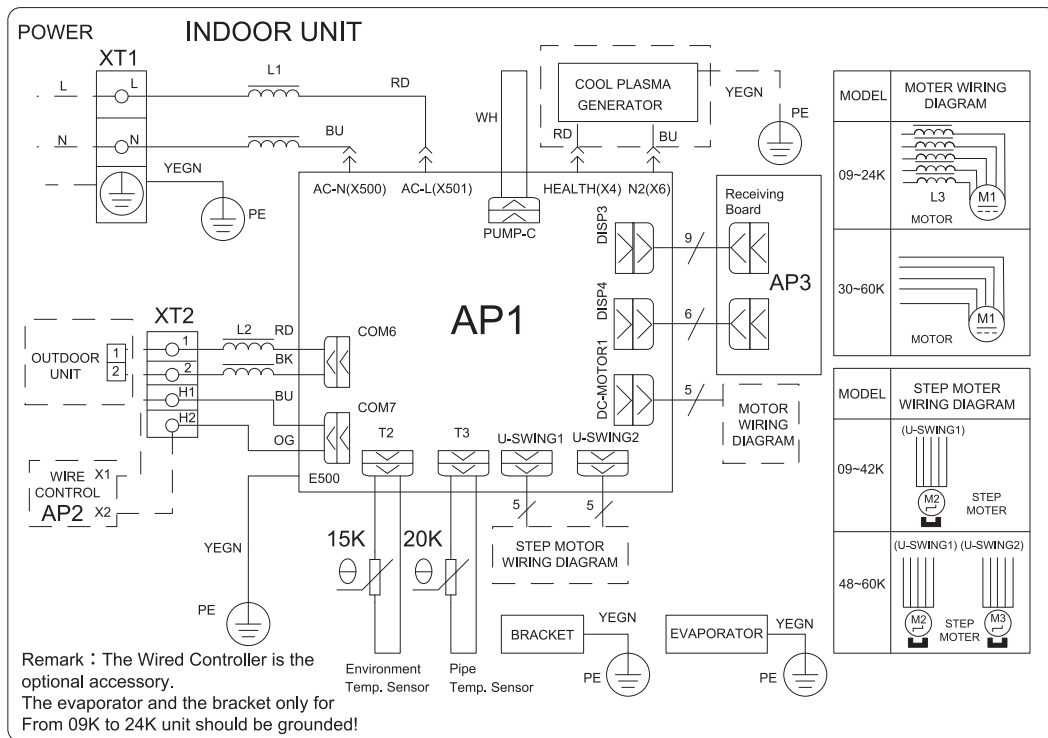 POWER
INDOOR UNIT
XT1
L
L
L1
RD
N
N
BU
YEGN
PE
WH
COOL PLASMA
GENERATOR
YEGN
RD
BU
PE
AC-N(X500)
AC-L(X501)
PUMP-C
HEALTH(X4)
N2(X6)
AP1
DISP3
9
Receiving
Board
AP3
DISP4
6
DC-MOTOR1
5
MOTOR
WIRING
DIAGRAM
XT2
OUTDOOR
UNIT
1
2
1
2
H1
H2
L2
RD
BK
BU
OG
COM6
COM7
E500
WIRE
CONTROL
AP2
X1
X2
YEGN
PE
T2
T3
U-SWING1
U-SWING2
5
5
STEP MOTOR
WIRING DIAGRAM
15K
20K
Environment
Temp. Sensor
Pipe
Temp. Sensor
BRACKET
YEGN
PE
EVAPORATOR
YEGN
PE
MODEL
MOTER WIRING
DIAGRAM
09~24K
L3
M1
MOTOR
30~60K
M1
MOTOR
MODEL
STEP MOTER
WIRING DIAGRAM
09~42K
(U-SWING1)
M2
STEP
MOTER
48~60K
(U-SWING1) (U-SWING2)
M2
STEP
MOTER
M3
Remark：The Wired Controller is the
optional accessory.
The evaporator and the bracket only for
From 09K to 24K unit should be grounded!